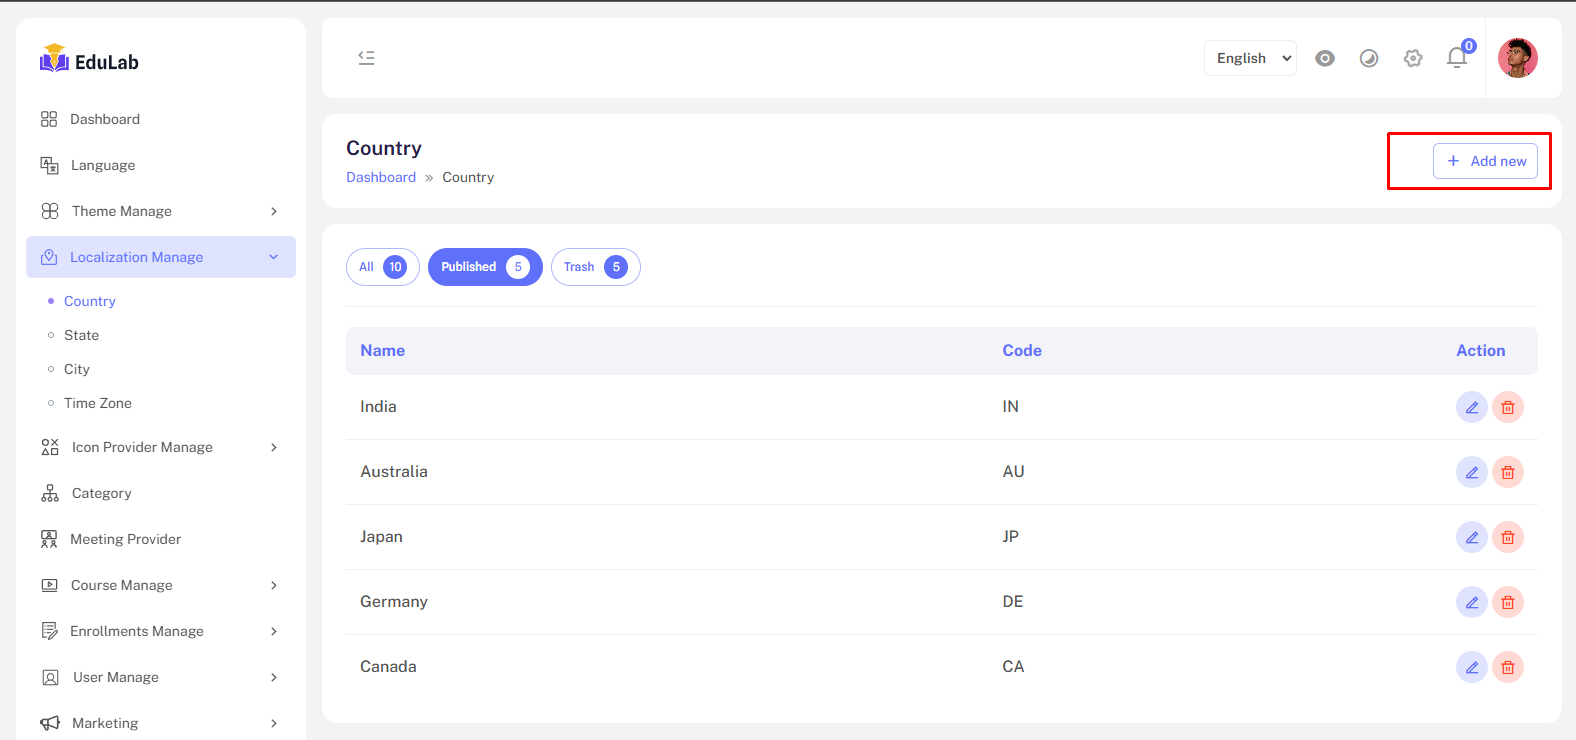 EduLab
Dashboard
Language
Theme Manage
Localization Manage
Country
State
City
Time Zone
Icon Provider Manage
Category
Meeting Provider
Course Manage
Enrollments Manage
User Manage
Marketing
English
0
Country
Dashboard » Country
+ Add new
All 10 Published 5 Trash 5
Name Code Action
India IN
Australia AU
Japan JP
Germany DE
Canada CA